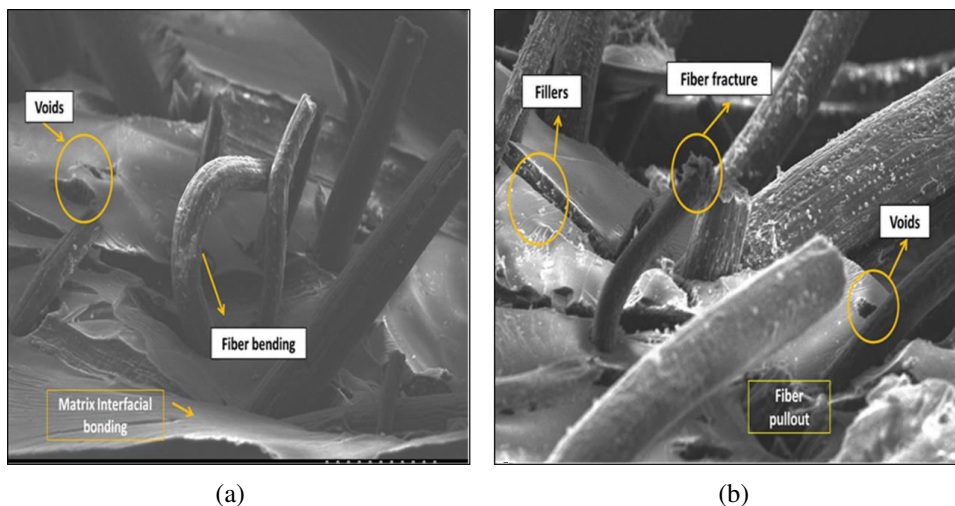 Voids
Fiber bending
Matrix Interfacial
bonding
(a)
Fillers
Fiber fracture
Voids
Fiber
pullout
(b)